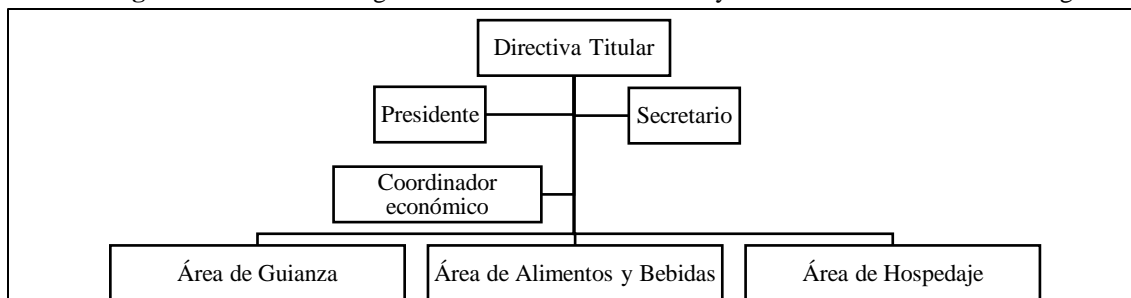 Directiva Titular
Presidente
Secretario
Coordinador
económico
Área de Guianza
Área de Alimentos y Bebidas
Área de Hospedaje